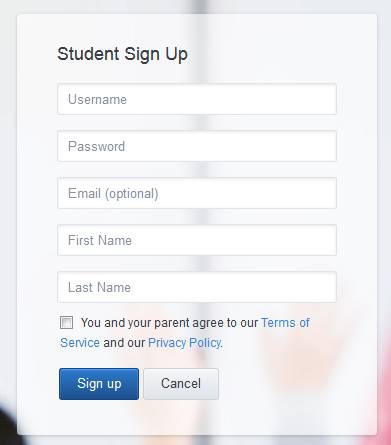 Student Sign Up
Username
Password
Email (optional)
First Name
Last Name
You and your parent agree to our Terms of
Service and our Privacy Policy.
Sign up Cancel